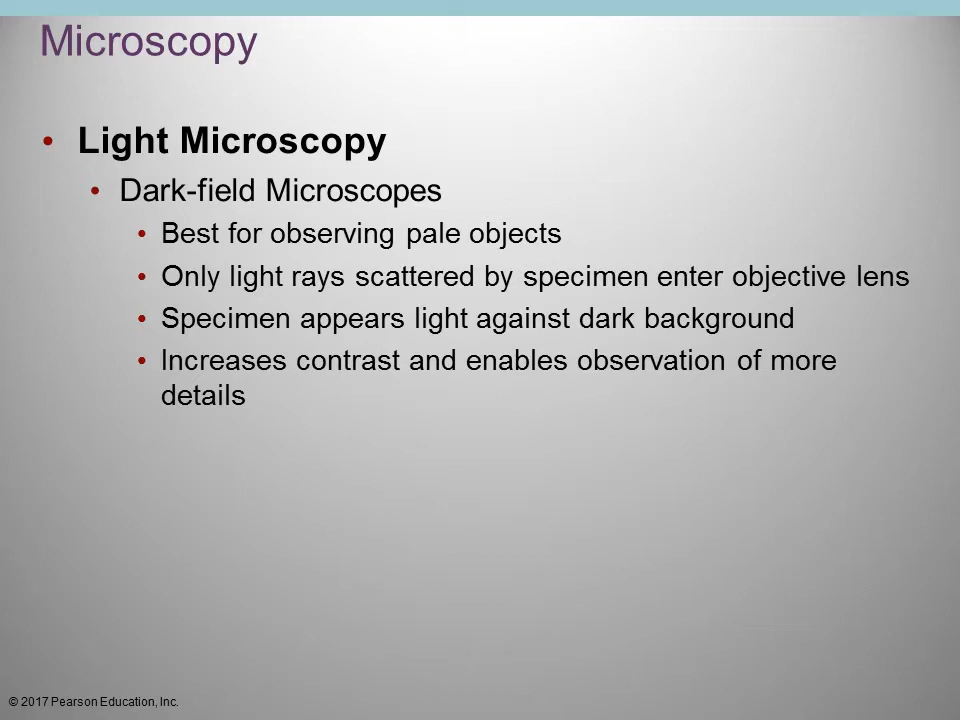 Microscopy
• Light Microscopy
• Dark-field Microscopes
• Best for observing pale objects
• Only light rays scattered by specimen enter objective lens
• Specimen appears light against dark background
• Increases contrast and enables observation of more
details
© 2017 Pearson Education, Inc.